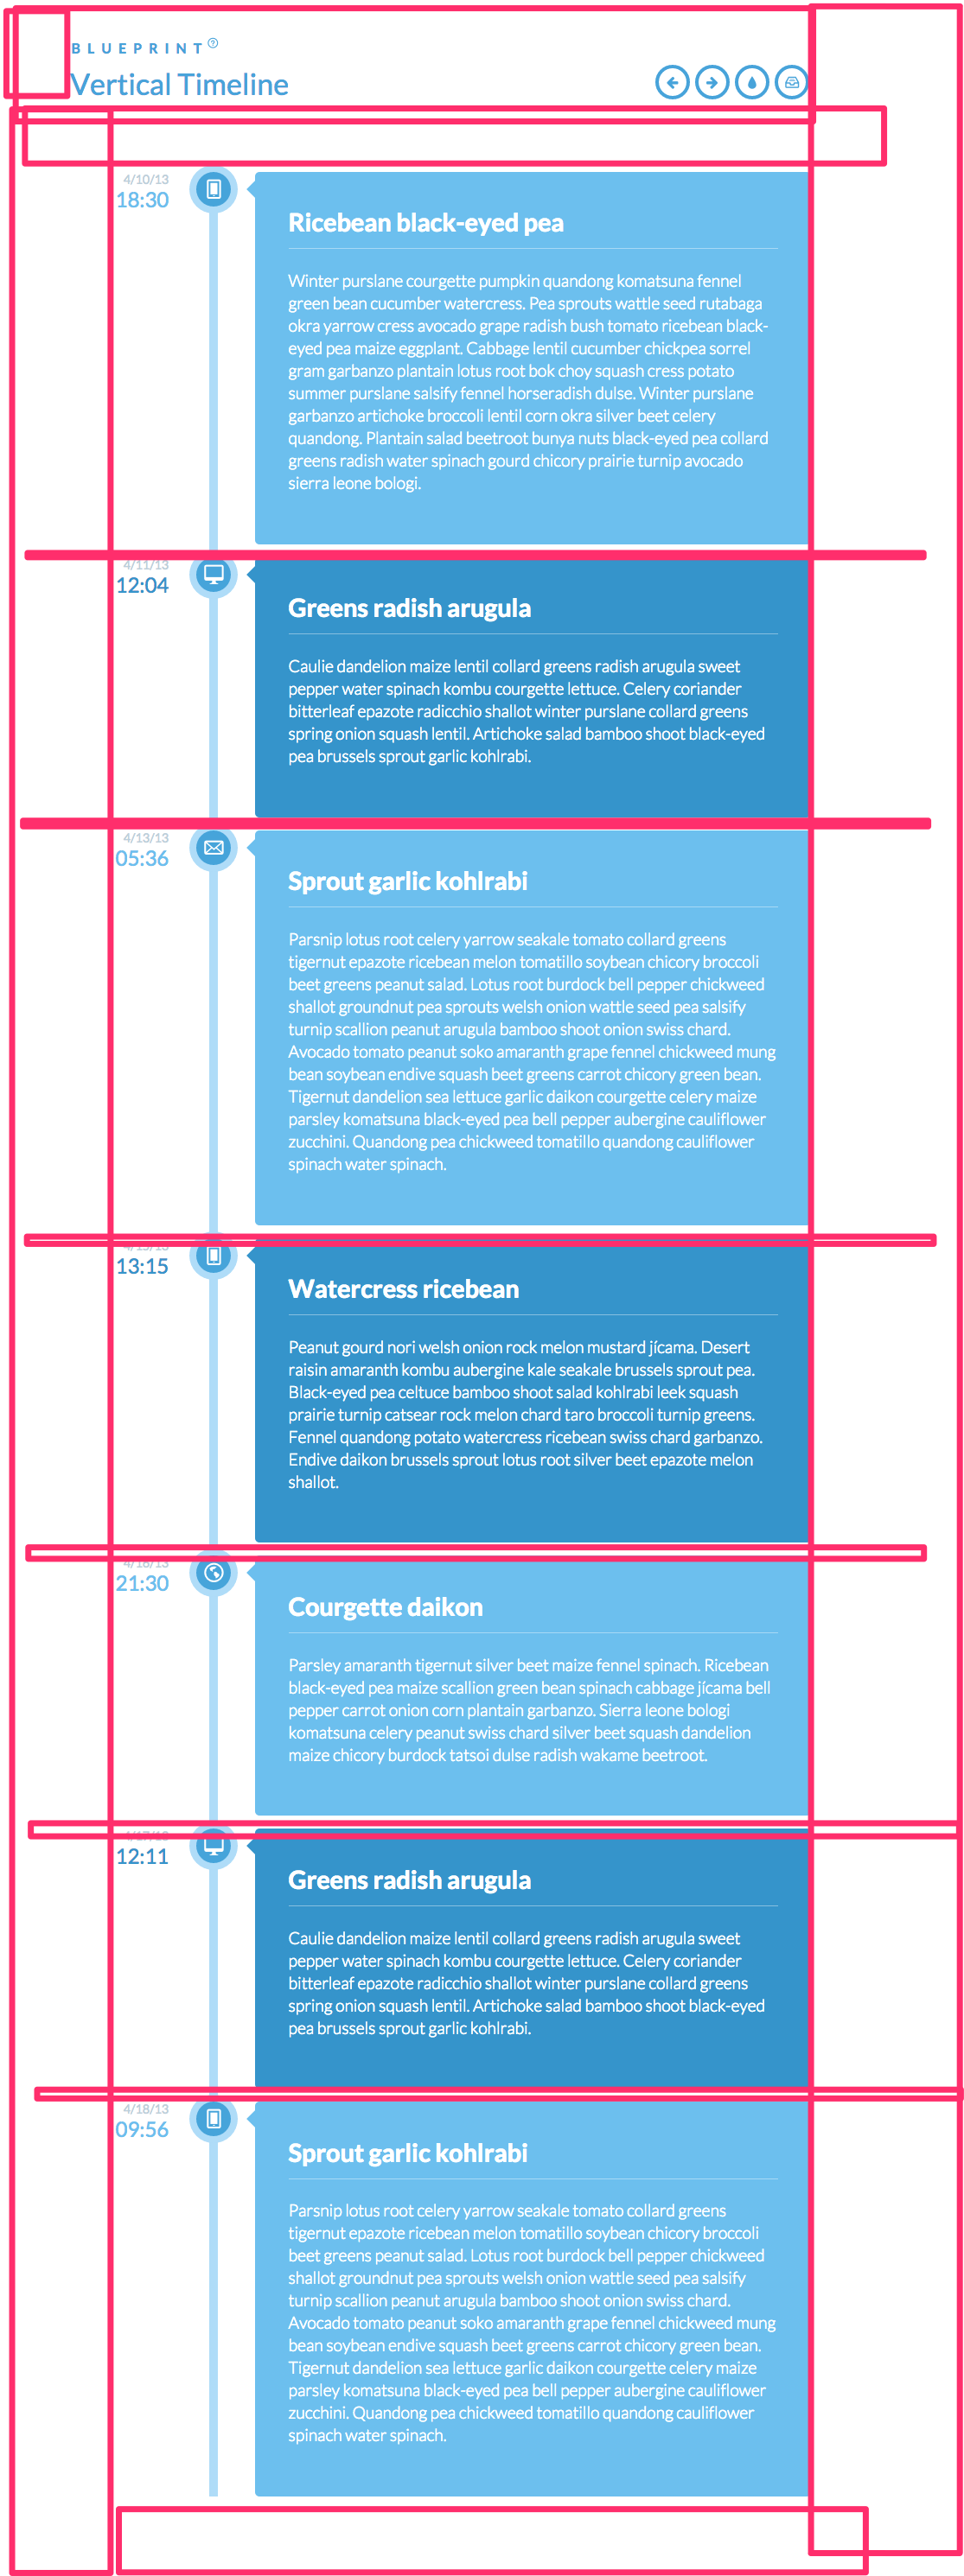 BLUEPRINT
Vertical Timeline
4/10/13
18:30
Ricebean black-eyed pea
Winter purslane courgette pumpkin quandong komatsuna fennel
green bean cucumber watercress. Pea sprouts wattle seed rutabaga
okra yarrow cress avocado grape radish bush tomato ricebean black-
eyed pea maize eggplant. Cabbage lentil cucumber chickpea sorrel
gram garbanzo plantain lotus root bok choy squash cress potato
summer purslane salsify fennel horseradish dulse. Winter purslane
garbanzo artichoke broccoli lentil corn okra silver beet celery
quandong. Plantain salad beetroot bunya nuts black-eyed pea collard
greens radish water spinach gourd chicory prairie turnip avocado
sierra leone bologi.
4/11/13
12:04
Greens radish arugula
Caulie dandelion maize lentil collard greens radish arugula sweet
pepper water spinach kombu courgette lettuce. Celery coriander
bitterleaf epazote radicchio shallot winter purslane collard greens
spring onion squash lentil. Artichoke salad bamboo shoot black-eyed
pea brussels sprout garlic kohlrabi.
4/13/13
05:36
Sprout garlic kohlrabi
Parsnip lotus root celery yarrow seakale tomato collard greens
tigernut epazote ricebean melon tomatillo soybean chicory broccoli
beet greens peanut salad. Lotus root burdock bell pepper chickweed
shallot groundnut pea sprouts welsh onion wattle seed pea salsify
turnip scallion peanut arugula bamboo shoot onion swiss chard.
Avocado tomato peanut soko amaranth grape fennel chickweed mung
bean soybean endive squash beet greens carrot chicory green bean.
Tigernut dandelion sea lettuce garlic daikon courgette celery maize
parsley komatsuna black-eyed pea bell pepper aubergine cauliflower
zucchini. Quandong pea chickweed tomatillo quandong cauliflower
spinach water spinach.
13:15
Watercress ricebean
Peanut gourd nori welsh onion rock melon mustard jícama. Desert
raisin amaranth kombu aubergine kale seakale brussels sprout pea.
Black-eyed pea celtuce bamboo shoot salad kohlrabi leek squash
prairie turnip catsear rock melon chard taro broccoli turnip greens.
Fennel quandong potato watercress ricebean swiss chard garbanzo.
Endive daikon brussels sprout lotus root silver beet epazote melon
shallot.
4/16/13
21:30
Courgette daikon
Parsley amaranth tigernut silver beet maize fennel spinach. Ricebean
black-eyed pea maize scallion green bean spinach cabbage jícama bell
pepper carrot onion corn plantain garbanzo. Sierra leone bologi
komatsuna celery peanut swiss chard silver beet squash dandelion
maize chicory burdock tatsoi dulse radish wakame beetroot.
12:11
Greens radish arugula
Caulie dandelion maize lentil collard greens radish arugula sweet
pepper water spinach kombu courgette lettuce. Celery coriander
bitterleaf epazote radicchio shallot winter purslane collard greens
spring onion squash lentil. Artichoke salad bamboo shoot black-eyed
pea brussels sprout garlic kohlrabi.
4/18/13
09:56
Sprout garlic kohlrabi
Parsnip lotus root celery yarrow seakale tomato collard greens
tigernut epazote ricebean melon tomatillo soybean chicory broccoli
beet greens peanut salad. Lotus root burdock bell pepper chickweed
shallot groundnut pea sprouts welsh onion wattle seed pea salsify
turnip scallion peanut arugula bamboo shoot onion swiss chard.
Avocado tomato peanut soko amaranth grape fennel chickweed mung
bean soybean endive squash beet greens carrot chicory green bean.
Tigernut dandelion sea lettuce garlic daikon courgette celery maize
parsley komatsuna black-eyed pea bell pepper aubergine cauliflower
zucchini. Quandong pea chickweed tomatillo quandong cauliflower
spinach water spinach.